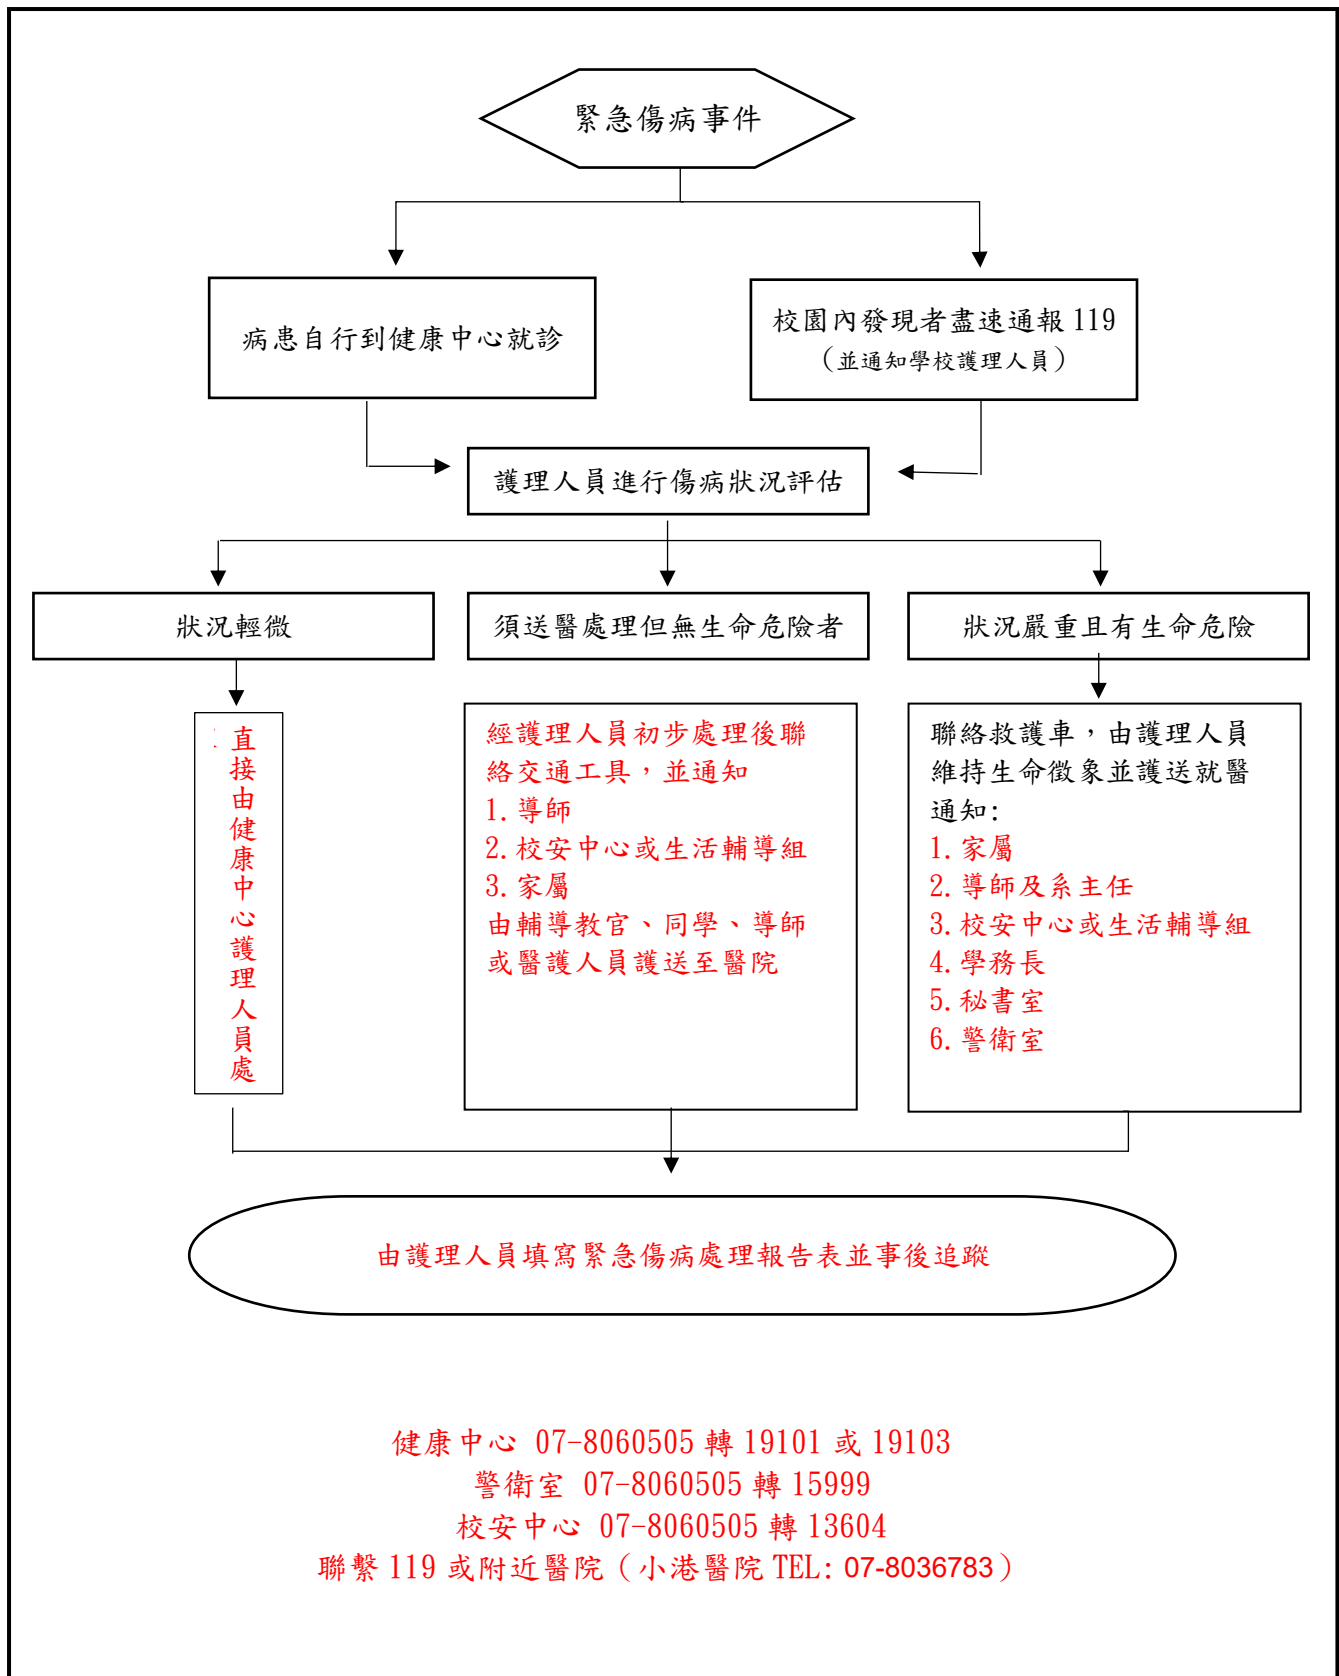 緊急傷病事件
病患自行到健康中心就診
校園內發現者盡速通報 119
（並通知學校護理人員）
護理人員進行傷病狀況評估
狀況輕微
須送醫處理但無生命危險者
狀況嚴重且有生命危險
直接由健康中心護理人員處
經護理人員初步處理後聯
絡交通工具，並通知
1.導師
2.校安中心或生活輔導組
3.家屬
由輔導教官、同學、導師
或醫護人員護送至醫院
聯絡救護車，由護理人員
維持生命徵象並護送就醫
通知:
1.家屬
2.導師及系主任
3.校安中心或生活輔導組
4.學務長
5.秘書室
6.警衛室
由護理人員填寫緊急傷病處理報告表並事後追蹤
健康中心 07-8060505 轉 19101 或 19103
警衛室 07-8060505 轉 15999
校安中心 07-8060505 轉 13604
聯繫 119 或附近醫院（小港醫院 TEL: 07-8036783）